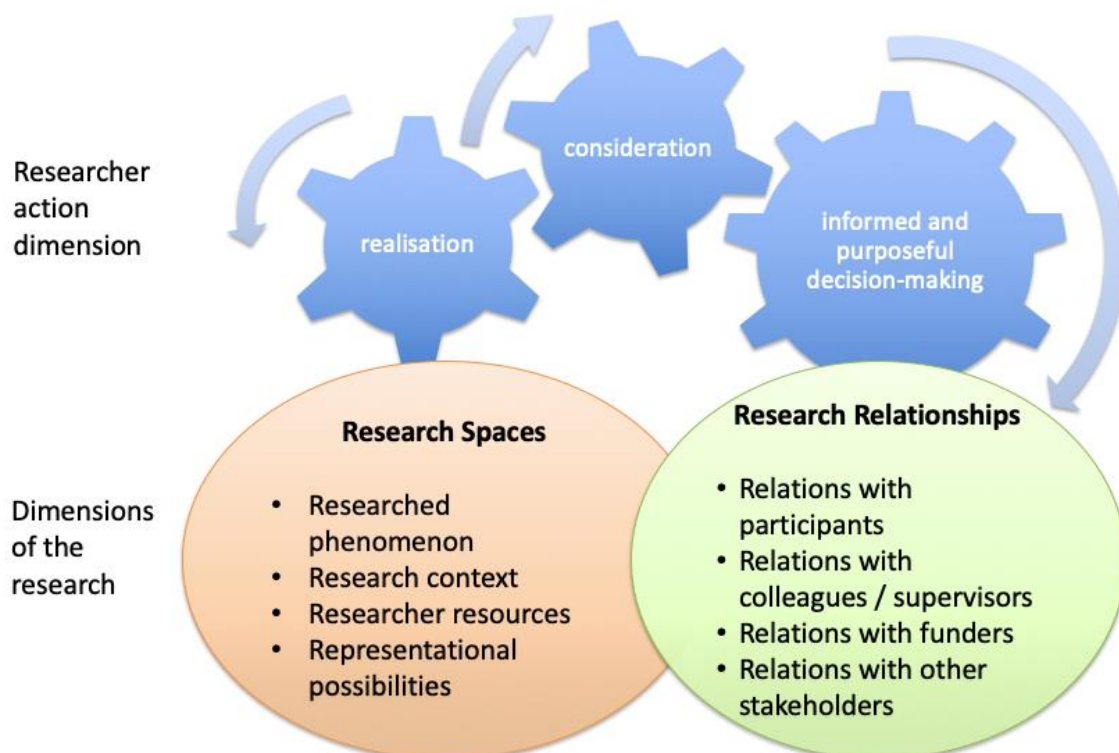 Researcher
action
dimension
realisation
consideration
informed and
purposeful
decision-making
Dimensions
of the
research
Research Spaces
• Researched
phenomenon
• Research context
• Researcher resources
• Representational
possibilities
Research Relationships
• Relations with
participants
• Relations with
colleagues / supervisors
• Relations with funders
• Relations with other
stakeholders